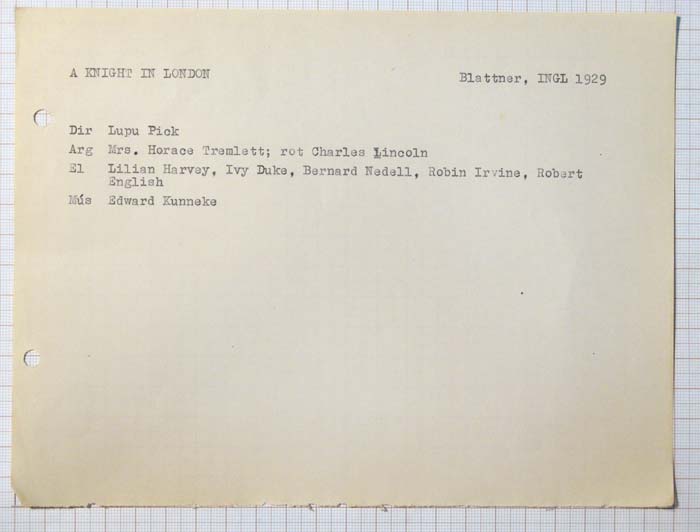 A KNIGHT IN LONDON
Blattner, INGL 1929
Dir Lupu Pick
Arg Mrs. Horace Tremlett; rot Charles Lincoln
El Lilian Harvey, Ivy Duke, Bernard Nedell, Robin Irvine, Robert
English
Mús Edward Kunneke